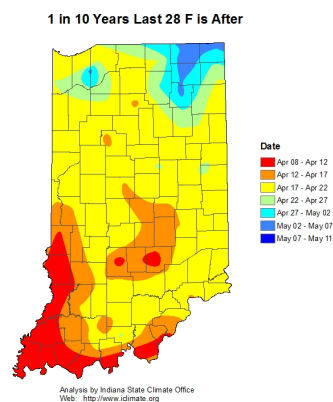 1 in 10 Years Last 28 F is After
Date
Apr 08 - Apr 12
Apr 12 - Apr 17
Apr 17 - Apr 22
Apr 22 - Apr 27
Apr 27 - May 02
May 02 - May 07
May 07 - May 11
Analysis by Indiana State Climate Office
Web: http://www.iclimate.org